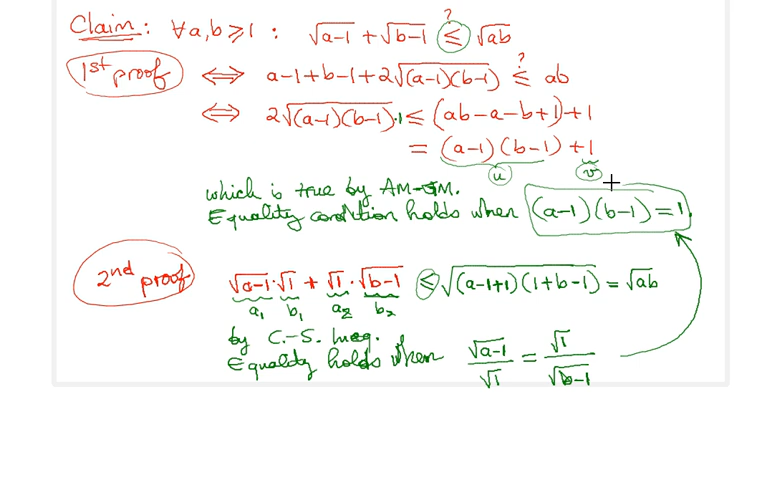 Claim: ∀a,b ≥ 1 : √a-1 + √b-1 ≤? √ab
1st proof ⟺ a-1+b-1+2√(a-1)(b-1) ≤? ab
⟺ 2√(a-1)(b-1)·1 ≤ (ab-a-b+1)+1
= (a-1)(b-1)+1
u v
which is true by AM-GM.
Equality condition holds when (a-1)(b-1)=1.
2nd proof √a-1·√1 + √1·√b-1 ≤ √(a-1+1)(1+b-1) = √ab
a₁ b₁ a₂ b₂
by C.-S. Ineq.
Equality holds when √a-1/√1 = √1/√b-1